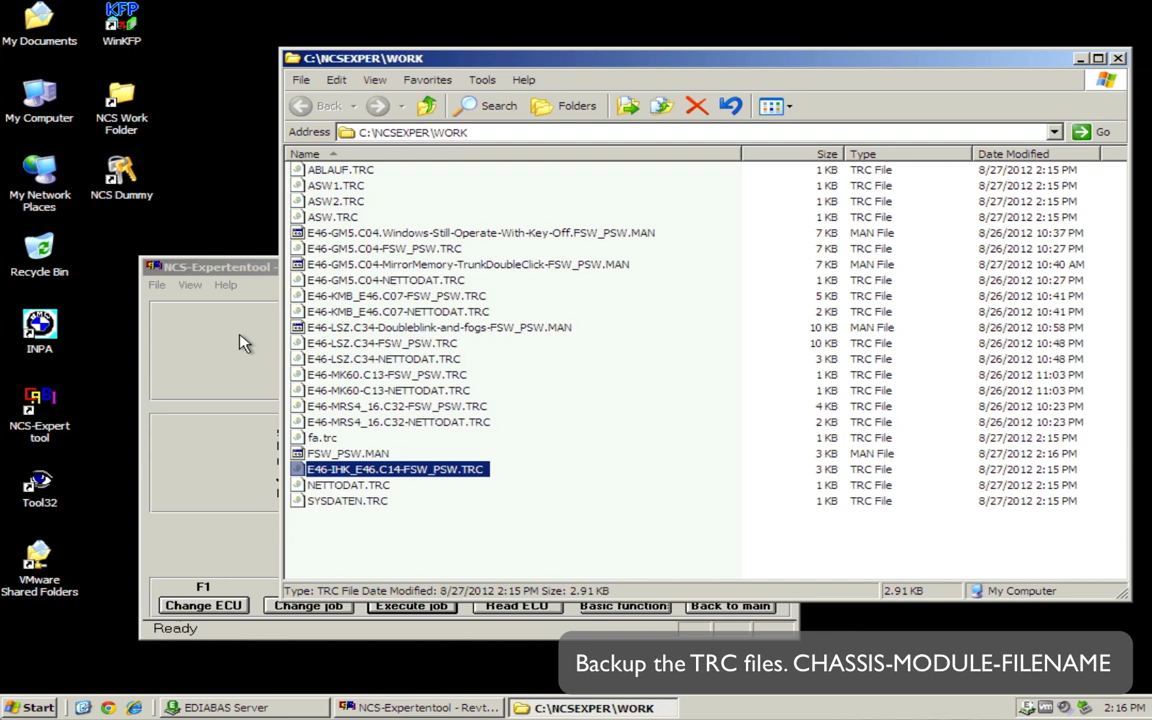 My Documents
WinKFP
My Computer
NCS Work
Folder
My Network
Places
NCS Dummy
Recycle Bin
INPA
NCS-Expert
tool
Tool32
VMware
Shared Folders
NCS-Expertentool -
File View Help
C:\NCSEXPER\WORK
File Edit View Favorites Tools Help
Back Search Folders
Address C:\NCSEXPER\WORK Go
Name Size Type Date Modified
ABLAUF.TRC 1 KB TRC File 8/27/2012 2:15 PM
ASW1.TRC 1 KB TRC File 8/27/2012 2:15 PM
ASW2.TRC 1 KB TRC File 8/27/2012 2:15 PM
ASW.TRC 1 KB TRC File 8/27/2012 2:15 PM
E46-GM5.C04.Windows-Still-Operate-With-Key-Off.FSW_PSW.MAN 7 KB MAN File 8/26/2012 10:37 PM
E46-GM5.C04-FSW_PSW.TRC 7 KB TRC File 8/26/2012 10:27 PM
E46-GM5.C04-MirrorMemory-TrunkDoubleClick-FSW_PSW.MAN 7 KB MAN File 8/27/2012 10:40 AM
E46-GM5.C04-NETTODAT.TRC 1 KB TRC File 8/26/2012 10:27 PM
E46-KMB_E46.C07-FSW_PSW.TRC 5 KB TRC File 8/26/2012 10:41 PM
E46-KMB_E46.C07-NETTODAT.TRC 2 KB TRC File 8/26/2012 10:41 PM
E46-LSZ.C34-Doubleblink-and-fogs-FSW_PSW.MAN 10 KB MAN File 8/26/2012 10:58 PM
E46-LSZ.C34-FSW_PSW.TRC 10 KB TRC File 8/26/2012 10:48 PM
E46-LSZ.C34-NETTODAT.TRC 3 KB TRC File 8/26/2012 10:48 PM
E46-MK60.C13-FSW_PSW.TRC 1 KB TRC File 8/26/2012 11:03 PM
E46-MK60-C13-NETTODAT.TRC 1 KB TRC File 8/26/2012 11:03 PM
E46-MRS4_16.C32-FSW_PSW.TRC 4 KB TRC File 8/26/2012 10:23 PM
E46-MRS4_16.C32-NETTODAT.TRC 2 KB TRC File 8/26/2012 10:23 PM
fa.trc 1 KB TRC File 8/27/2012 2:15 PM
FSW_PSW.MAN 3 KB MAN File 8/27/2012 2:16 PM
E46-IHK_E46.C14-FSW_PSW.TRC 3 KB TRC File 8/27/2012 2:15 PM
NETTODAT.TRC 1 KB TRC File 8/27/2012 2:15 PM
SYSDATEN.TRC 1 KB TRC File 8/27/2012 2:15 PM
Type: TRC File Date Modified: 8/27/2012 2:15 PM Size: 2.91 KB 2.91 KB My Computer
F1
Change ECU Change job Execute job Read ECU Basic function Back to main
Ready
Backup the TRC files. CHASSIS-MODULE-FILENAME
Start EDIABAS Server NCS-Expertentool - Revt... C:\NCSEXPER\WORK 2:16 PM